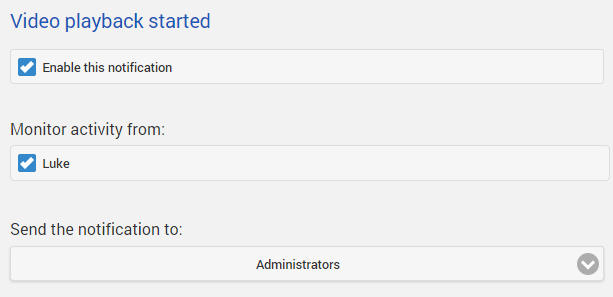 Video playback started
Enable this notification
Monitor activity from:
Luke
Send the notification to:
Administrators